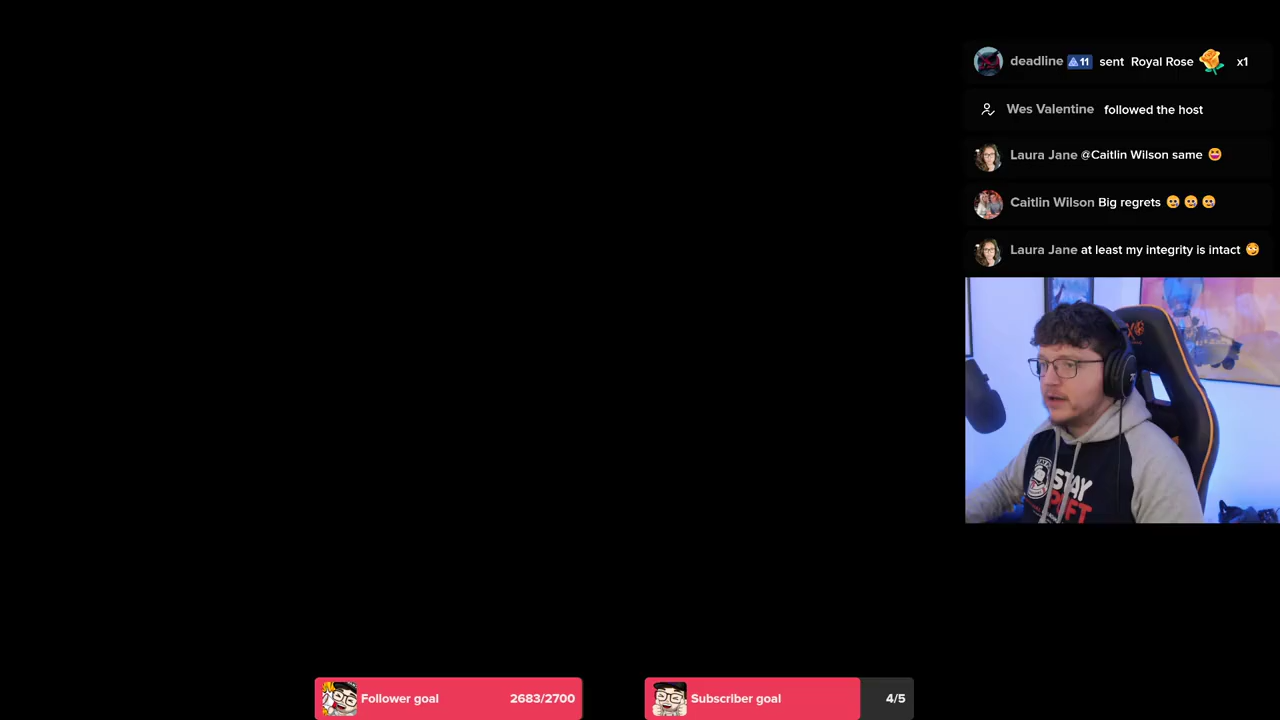 deadline 11 sent Royal Rose x1
Wes Valentine followed the host
Laura Jane @Caitlin Wilson same 😀
Caitlin Wilson Big regrets
Laura Jane at least my integrity is intact
STAY
Follower goal 2683/2700
Subscriber goal 4/5